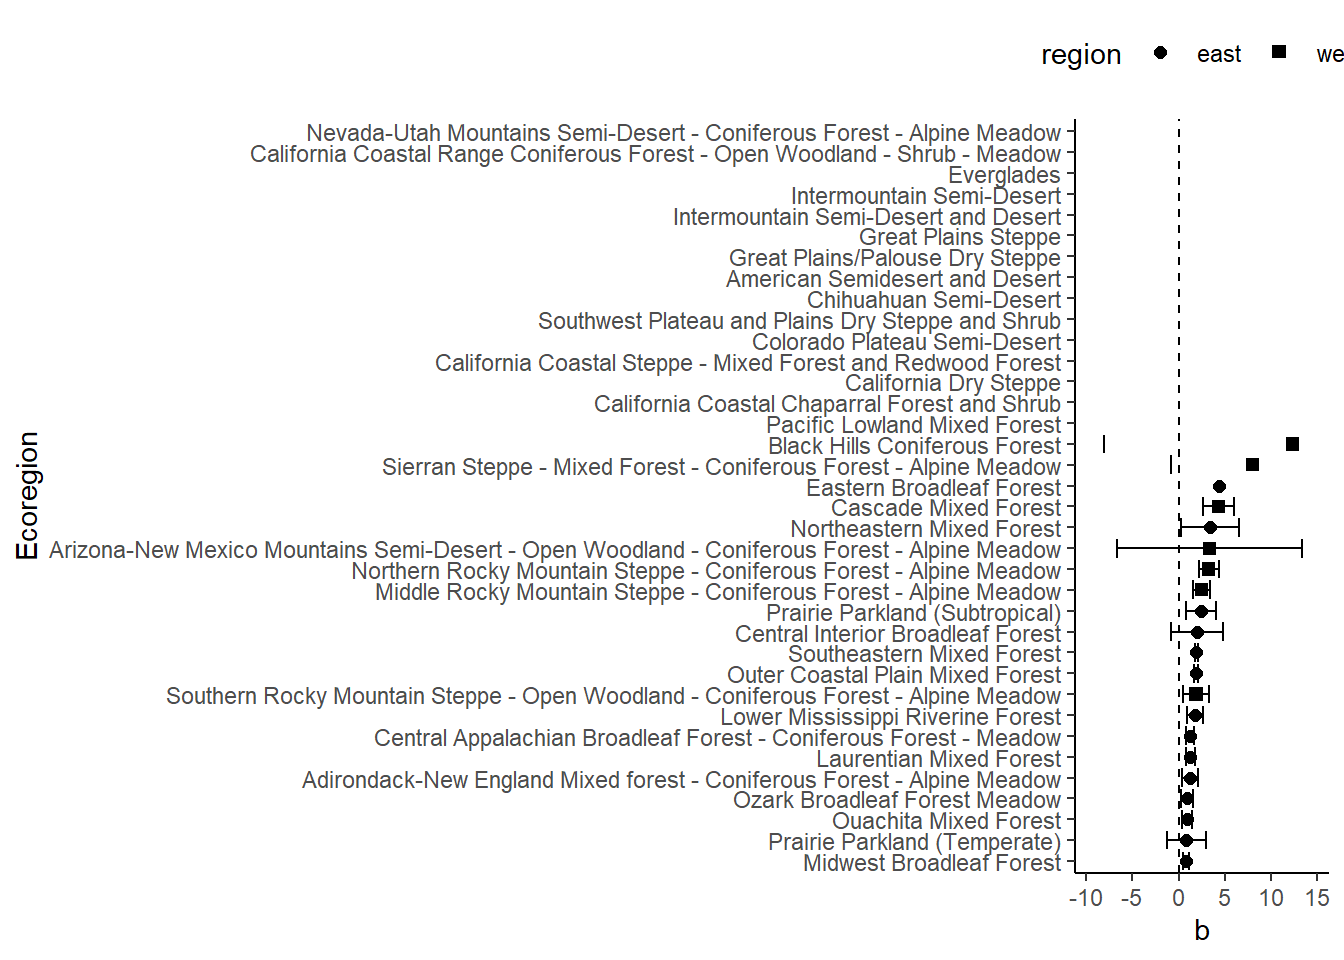 region east we
Nevada-Utah Mountains Semi-Desert - Coniferous Forest - Alpine Meadow
California Coastal Range Coniferous Forest - Open Woodland - Shrub - Meadow
Everglades
Intermountain Semi-Desert
Intermountain Semi-Desert and Desert
Great Plains Steppe
Great Plains/Palouse Dry Steppe
American Semidesert and Desert
Chihuahuan Semi-Desert
Southwest Plateau and Plains Dry Steppe and Shrub
Colorado Plateau Semi-Desert
California Coastal Steppe - Mixed Forest and Redwood Forest
California Dry Steppe
California Coastal Chaparral Forest and Shrub
Pacific Lowland Mixed Forest
Black Hills Coniferous Forest
Sierran Steppe - Mixed Forest - Coniferous Forest - Alpine Meadow
Eastern Broadleaf Forest
Cascade Mixed Forest
Northeastern Mixed Forest
Arizona-New Mexico Mountains Semi-Desert - Open Woodland - Coniferous Forest - Alpine Meadow
Northern Rocky Mountain Steppe - Coniferous Forest - Alpine Meadow
Middle Rocky Mountain Steppe - Coniferous Forest - Alpine Meadow
Prairie Parkland (Subtropical)
Central Interior Broadleaf Forest
Southeastern Mixed Forest
Outer Coastal Plain Mixed Forest
Southern Rocky Mountain Steppe - Open Woodland - Coniferous Forest - Alpine Meadow
Lower Mississippi Riverine Forest
Central Appalachian Broadleaf Forest - Coniferous Forest - Meadow
Laurentian Mixed Forest
Adirondack-New England Mixed forest - Coniferous Forest - Alpine Meadow
Ozark Broadleaf Forest Meadow
Ouachita Mixed Forest
Prairie Parkland (Temperate)
Midwest Broadleaf Forest
Ecoregion
-10 -5 0 5 10 15
b